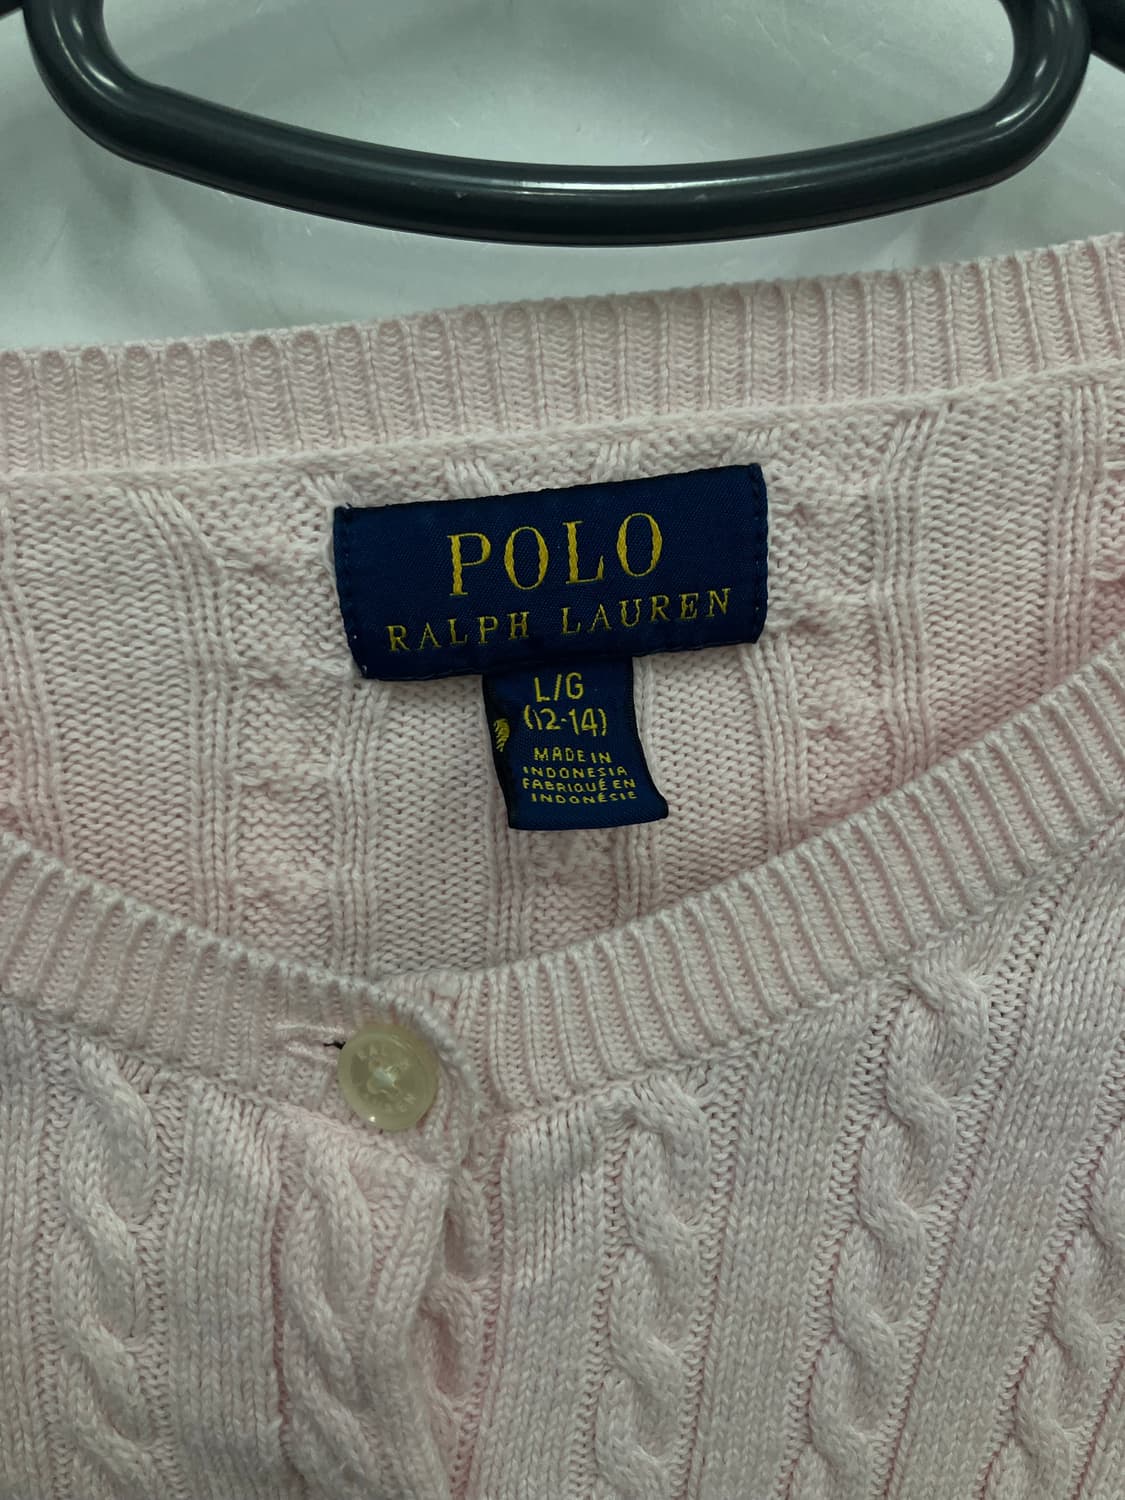 POLO
RALPH LAUREN
L/G
(12-14)
MADE IN
INDONESIA
FABRIQUÉ EN
INDONÉSIE